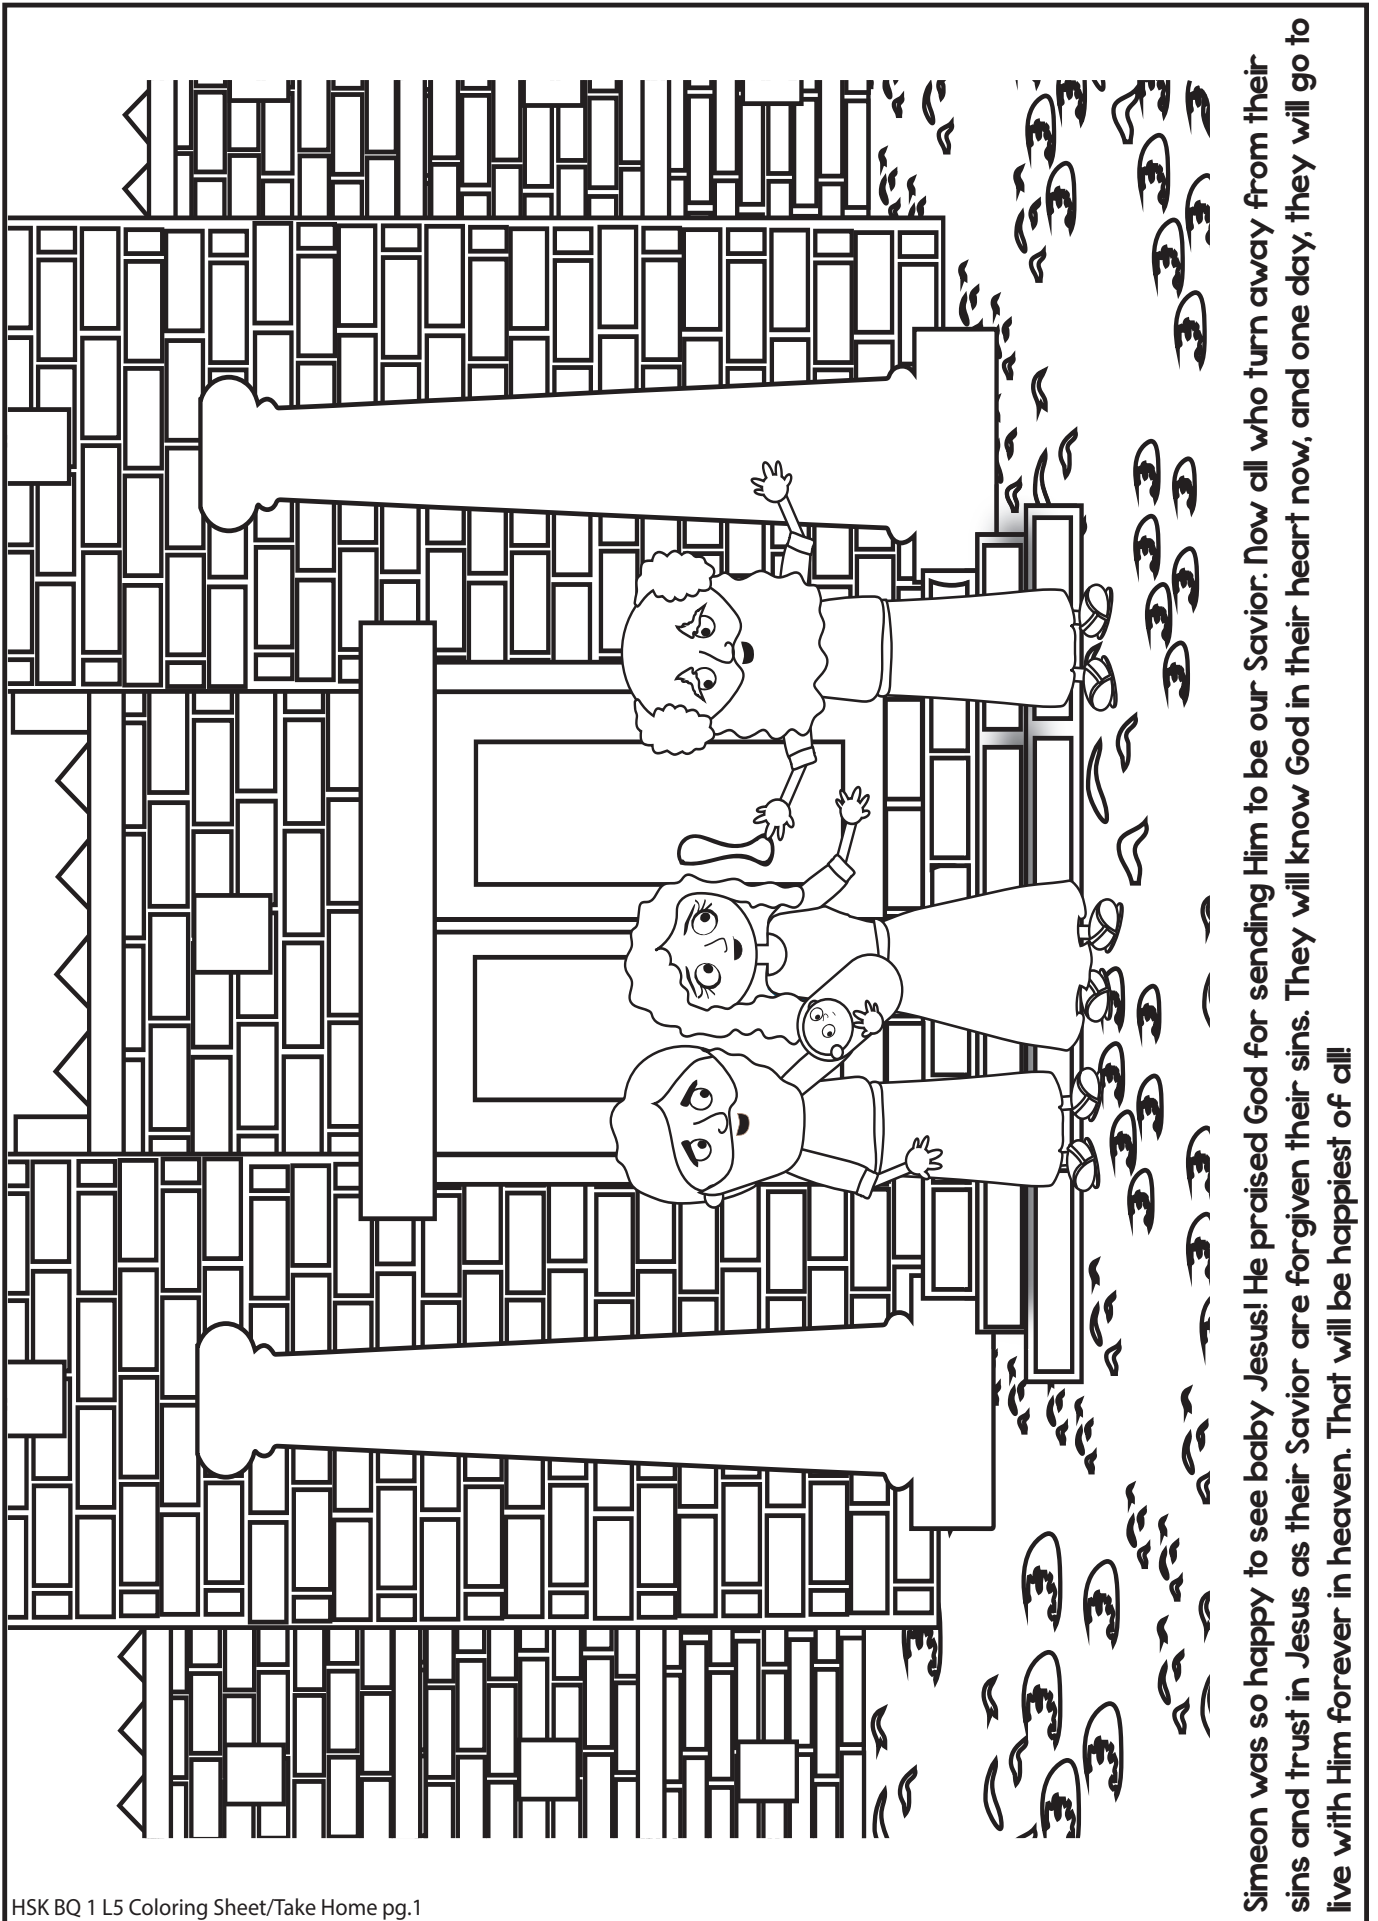 Simeon was so happy to see baby Jesus! He praised God for sending Him to be our Savior. Now all who turn away from their
sins and trust in Jesus as their Savior are forgiven their sins. They will know God in their heart now, and one day, they will go to
live with Him forever in heaven. That will be happiest of all!
HSK BQ 1 L5 Coloring Sheet/Take Home pg.1